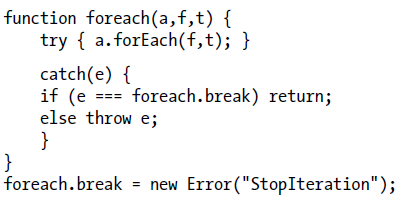 function foreach(a,f,t) {
    try { a.forEach(f,t); }
    catch(e) {
    if (e === foreach.break) return;
    else throw e;
    }
}
foreach.break = new Error("StopIteration");